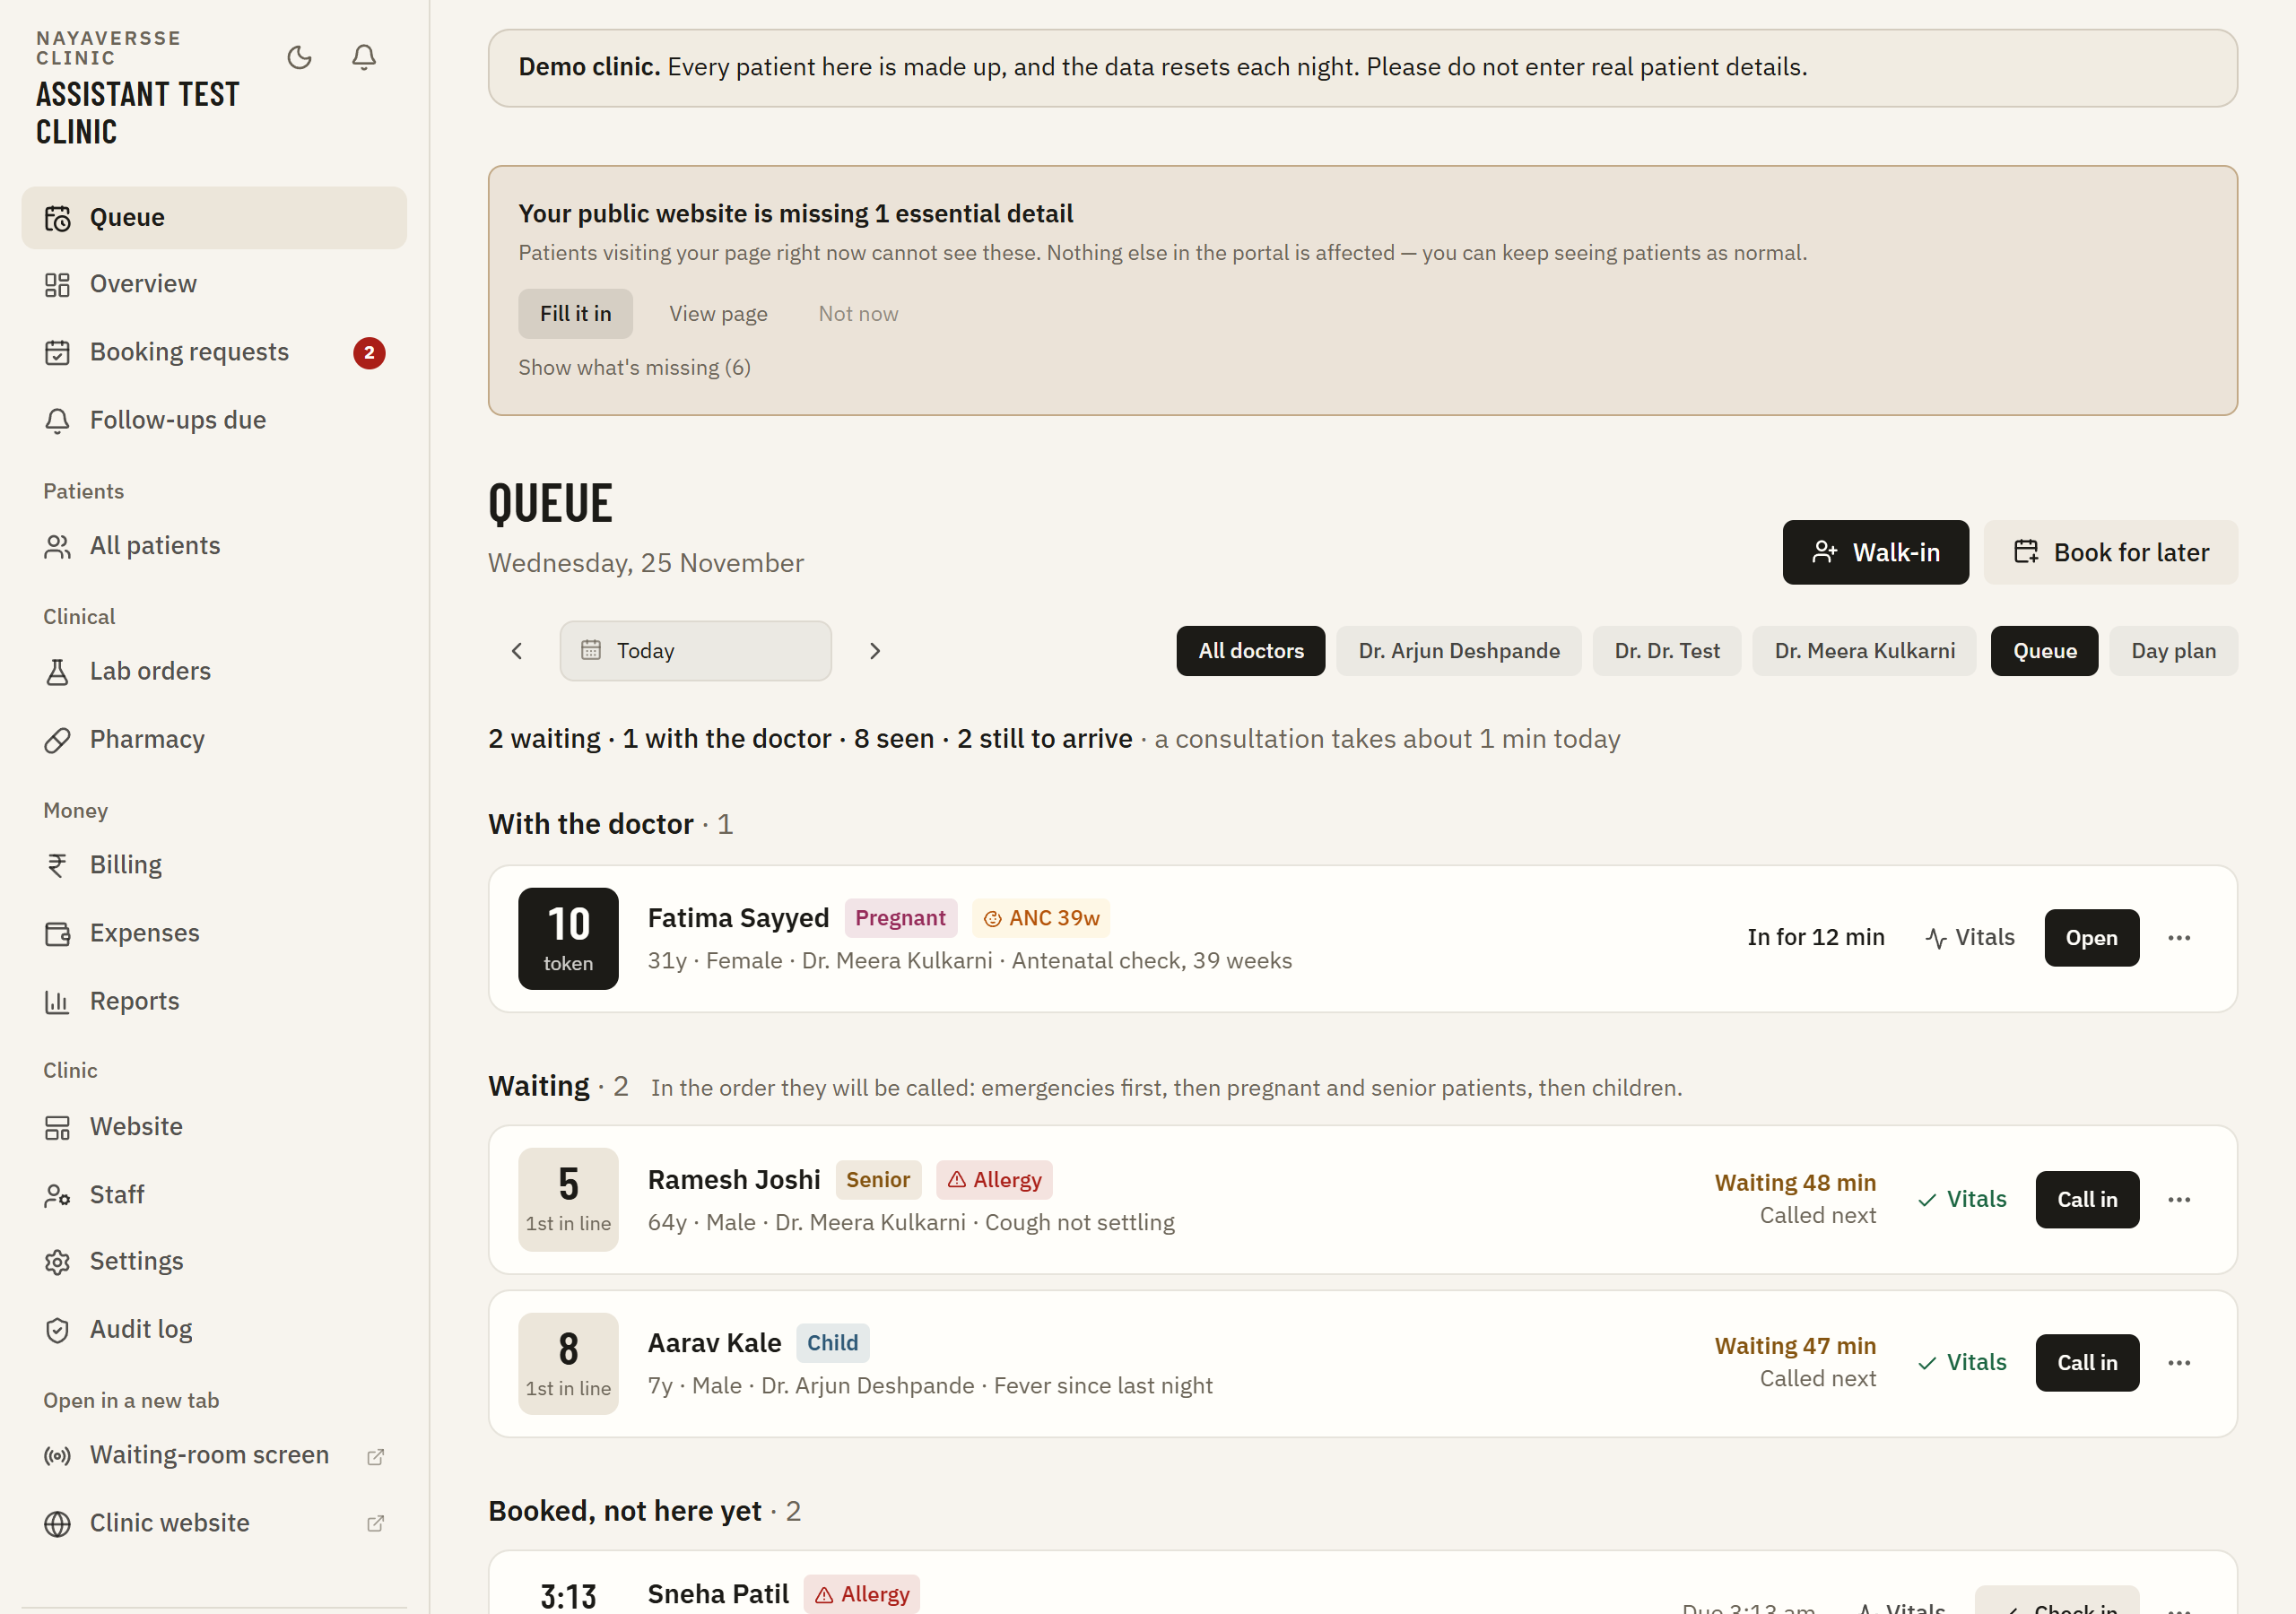 NAYAVERSSE
CLINIC
ASSISTANT TEST
CLINIC
Queue
Overview
Booking requests 2
Follow-ups due
Patients
All patients
Clinical
Lab orders
Pharmacy
Money
Billing
Expenses
Reports
Clinic
Website
Staff
Settings
Audit log
Open in a new tab
Waiting-room screen
Clinic website
Demo clinic. Every patient here is made up, and the data resets each night. Please do not enter real patient details.
Your public website is missing 1 essential detail
Patients visiting your page right now cannot see these. Nothing else in the portal is affected — you can keep seeing patients as normal.
Fill it in View page Not now
Show what's missing (6)
QUEUE
Wednesday, 25 November
Walk-in Book for later
Today All doctors Dr. Arjun Deshpande Dr. Dr. Test Dr. Meera Kulkarni Queue Day plan
2 waiting · 1 with the doctor · 8 seen · 2 still to arrive · a consultation takes about 1 min today
With the doctor · 1
10 token
Fatima Sayyed Pregnant ANC 39w
31y · Female · Dr. Meera Kulkarni · Antenatal check, 39 weeks
In for 12 min Vitals Open
Waiting · 2 In the order they will be called: emergencies first, then pregnant and senior patients, then children.
5
1st in line
Ramesh Joshi Senior Allergy
64y · Male · Dr. Meera Kulkarni · Cough not settling
Waiting 48 min
Called next
Vitals Call in
8
1st in line
Aarav Kale Child
7y · Male · Dr. Arjun Deshpande · Fever since last night
Waiting 47 min
Called next
Vitals Call in
Booked, not here yet · 2
3:13 Sneha Patil Allergy
Due 3:13 am Vitals Check in